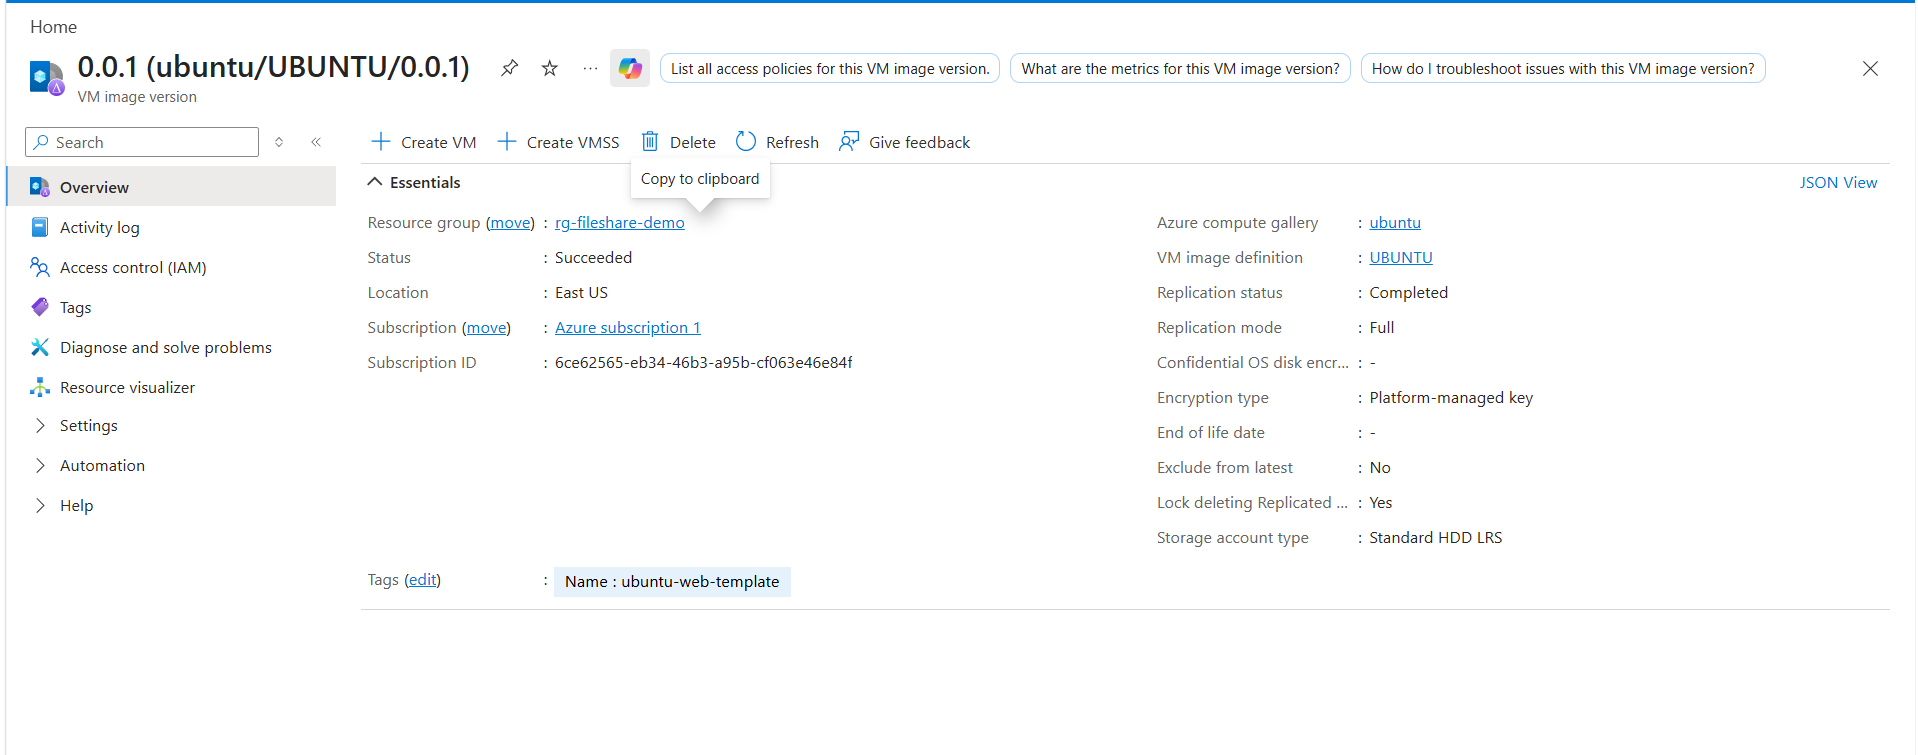 Home
0.0.1 (ubuntu/UBUNTU/0.0.1)
VM image version
List all access policies for this VM image version.
What are the metrics for this VM image version?
How do I troubleshoot issues with this VM image version?
Search
Overview
Activity log
Access control (IAM)
Tags
Diagnose and solve problems
Resource visualizer
Settings
Automation
Help
Create VM
Create VMSS
Delete
Refresh
Give feedback
Copy to clipboard
Essentials
JSON View
Resource group (move) : rg-fileshare-demo
Status : Succeeded
Location : East US
Subscription (move) : Azure subscription 1
Subscription ID : 6ce62565-eb34-46b3-a95b-cf063e46e84f
Azure compute gallery : ubuntu
VM image definition : UBUNTU
Replication status : Completed
Replication mode : Full
Confidential OS disk encr... : -
Encryption type : Platform-managed key
End of life date : -
Exclude from latest : No
Lock deleting Replicated ... : Yes
Storage account type : Standard HDD LRS
Tags (edit) : Name : ubuntu-web-template